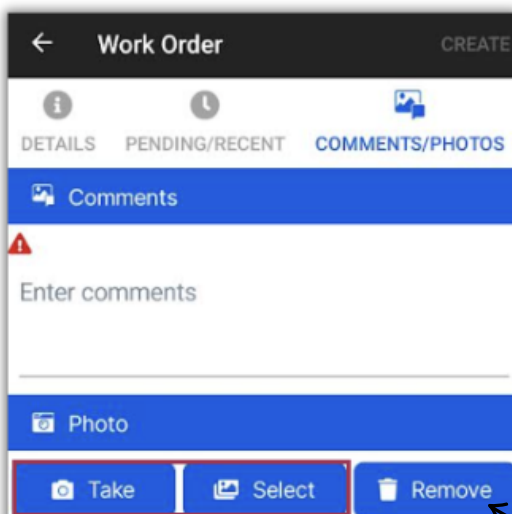 Work Order CREATE
DETAILS PENDING/RECENT COMMENTS/PHOTOS
Comments
Enter comments
Photo
Take Select Remove